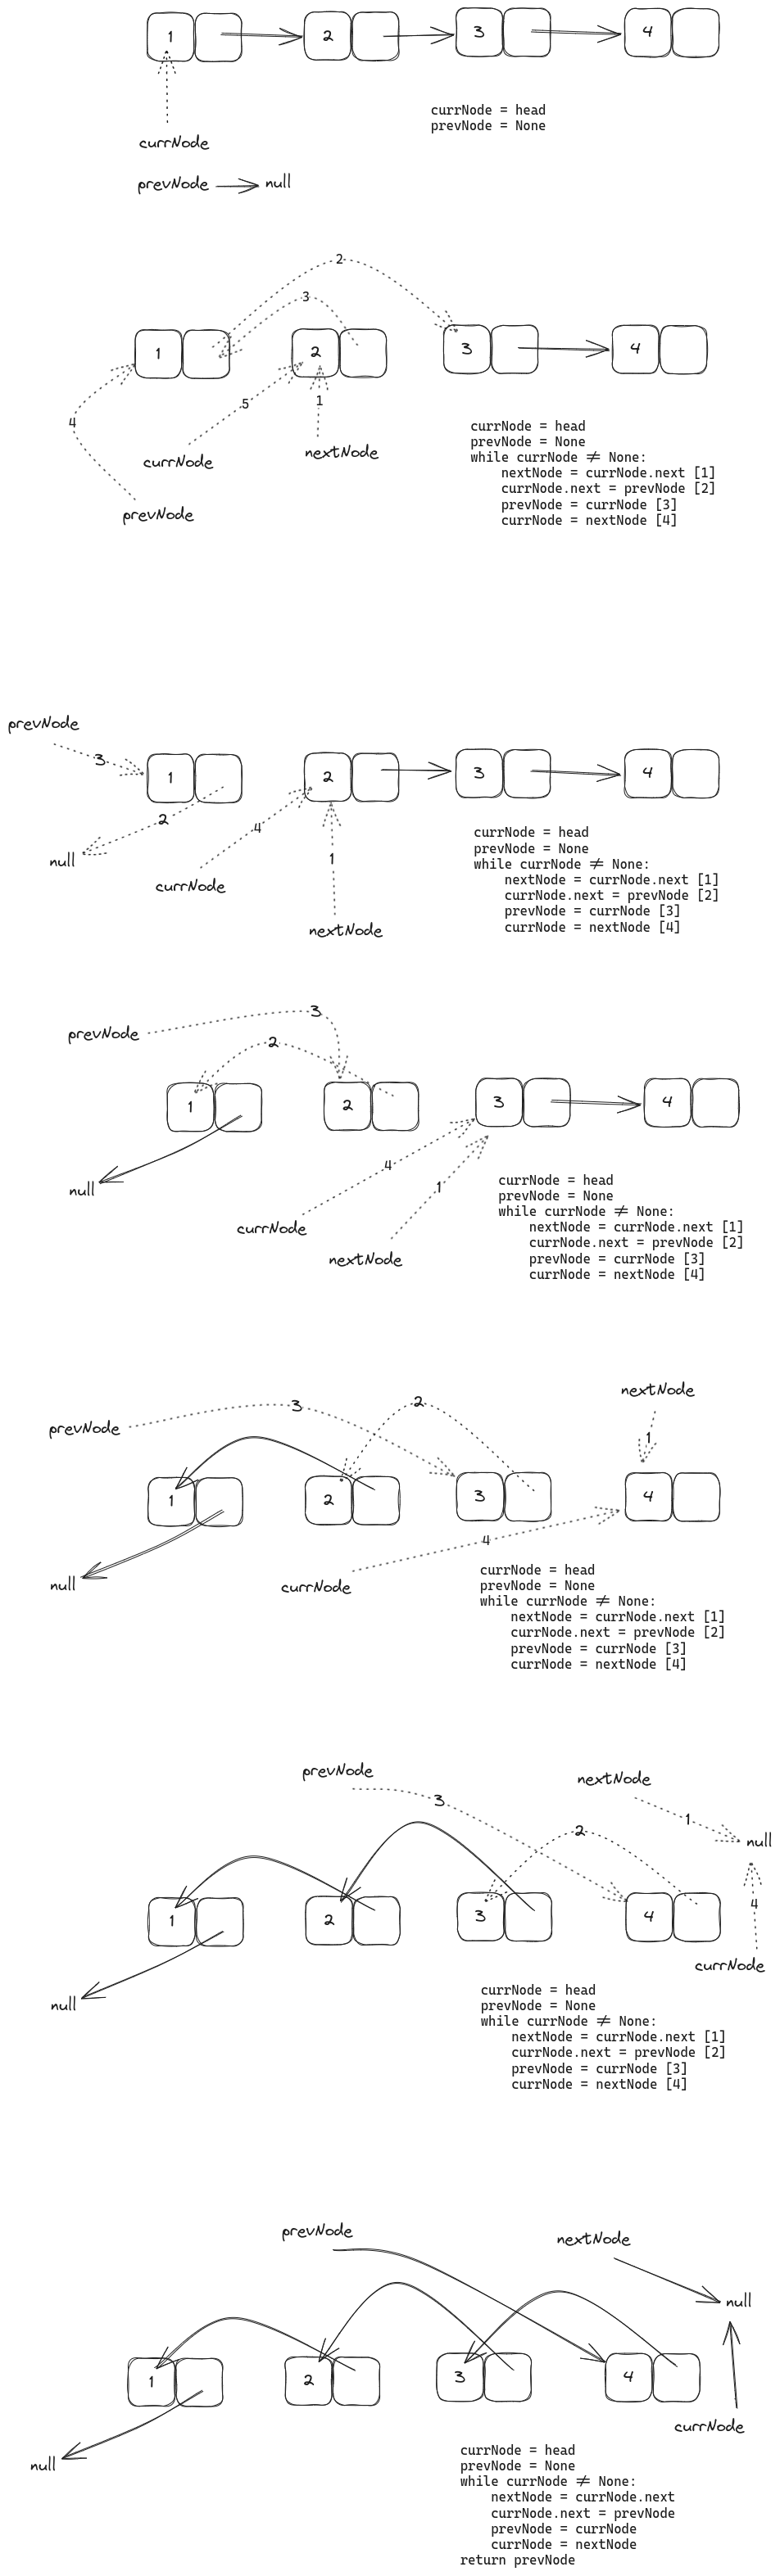 1 2 3 4
currNode = head
prevNode = None
currNode
prevNode null
2
3
1 2 3 4
4
5
1
currNode
nextNode
prevNode
currNode = head
prevNode = None
while currNode ≠ None:
nextNode = currNode.next [1]
currNode.next = prevNode [2]
prevNode = currNode [3]
currNode = nextNode [4]
prevNode
3
1 2 3 4
2
4
1
null
currNode
nextNode
currNode = head
prevNode = None
while currNode ≠ None:
nextNode = currNode.next [1]
currNode.next = prevNode [2]
prevNode = currNode [3]
currNode = nextNode [4]
3
prevNode
2
1 2 3 4
4
1
null
currNode
nextNode
currNode = head
prevNode = None
while currNode ≠ None:
nextNode = currNode.next [1]
currNode.next = prevNode [2]
prevNode = currNode [3]
currNode = nextNode [4]
nextNode
2
3
prevNode
1
1 2 3 4
4
null
currNode
currNode = head
prevNode = None
while currNode ≠ None:
nextNode = currNode.next [1]
currNode.next = prevNode [2]
prevNode = currNode [3]
currNode = nextNode [4]
prevNode
nextNode
3
1
2
null
1 2 3 4
4
currNode
null
currNode = head
prevNode = None
while currNode ≠ None:
nextNode = currNode.next [1]
currNode.next = prevNode [2]
prevNode = currNode [3]
currNode = nextNode [4]
prevNode
nextNode
null
1 2 3 4
currNode
null
currNode = head
prevNode = None
while currNode ≠ None:
nextNode = currNode.next
currNode.next = prevNode
prevNode = currNode
currNode = nextNode
return prevNode